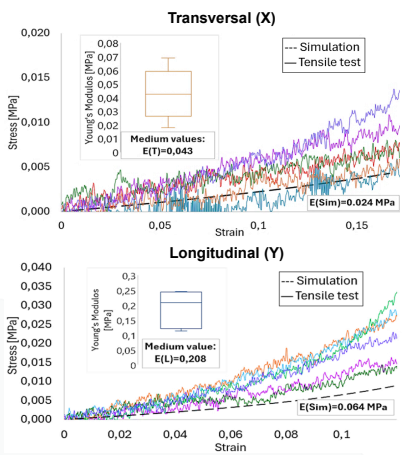 Transversal (X)
0,020
0,015
0,010
0,005
0,000
Stress [MPa]
0,08
0,07
0,06
0,05
0,04
0,03
0,02
0,01
0
Young's Modulos [MPa]
Medium values:
E(T)=0,043
Simulation
Tensile test
E(Sim)=0.024 MPa
0
0,05
0,1
0,15
Strain
Longitudinal (Y)
0,040
0,035
0,030
0,025
0,020
0,015
0,010
0,005
0,000
Stress [MPa]
0,3
0,25
0,2
0,15
0,1
0,05
0
Young's Modulos
[MPa]
Medium value:
E(L)=0,208
Simulation
Tensile test
E(Sim)=0.064 MPa
0
0,02
0,04
0,06
0,08
0,1
Strain